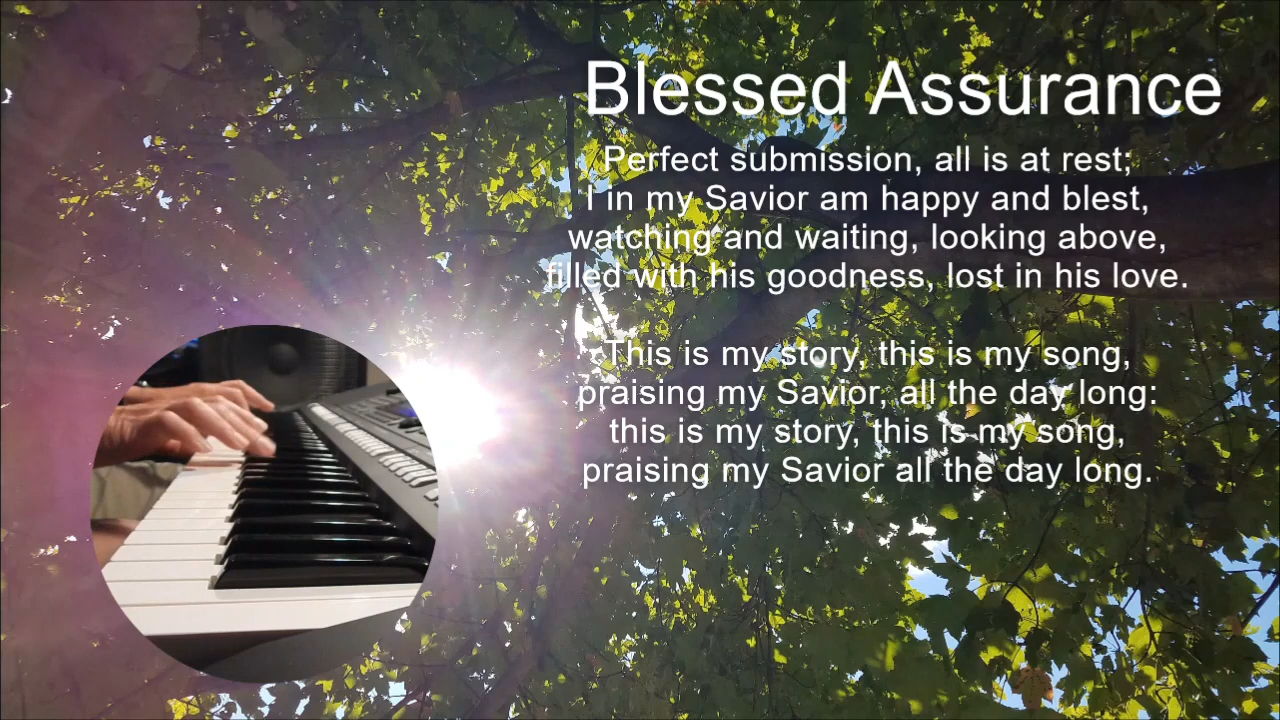 Blessed Assurance
Perfect submission, all is at rest;
I in my Savior am happy and blest,
watching and waiting, looking above,
filled with his goodness, lost in his love.
This is my story, this is my song,
praising my Savior, all the day long:
this is my story, this is my song,
praising my Savior all the day long.